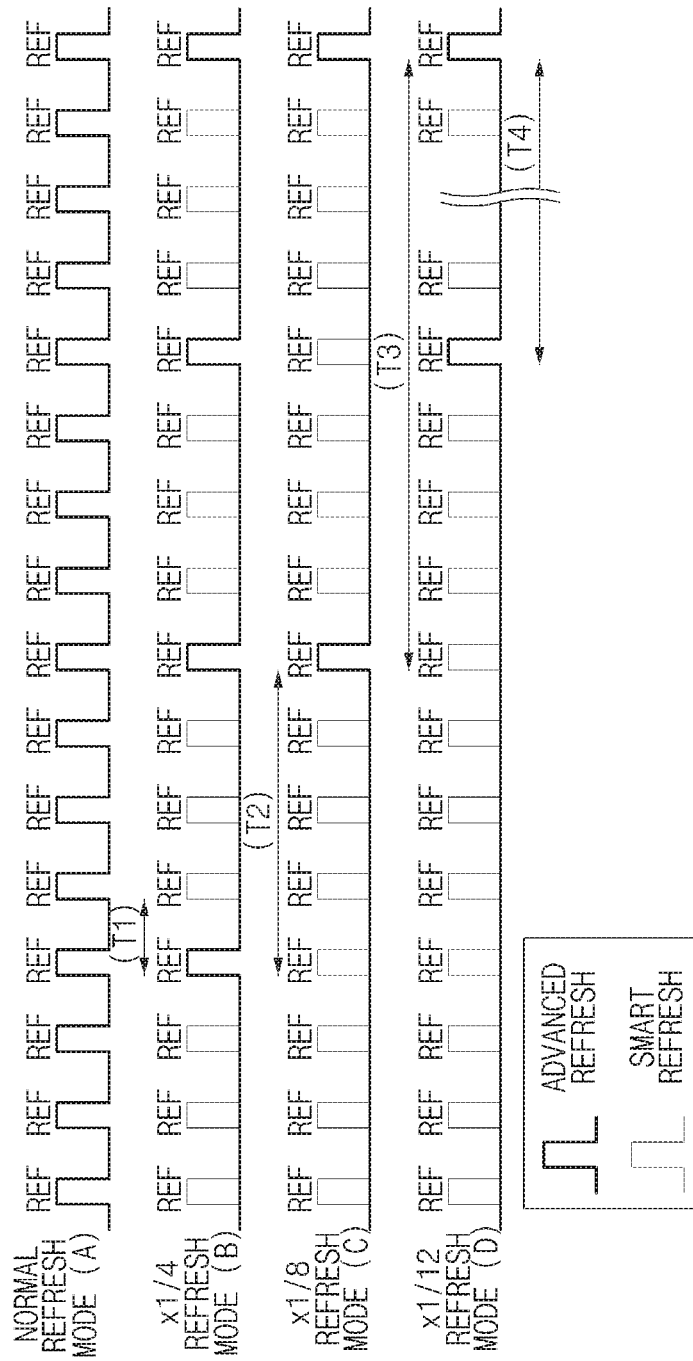 NORMAL
REFRESH
MODE (A)
REF REF REF REF REF REF REF REF REF REF REF REF REF REF REF REF
(T1)
x1/4
REFRESH
MODE (B)
REF REF REF REF REF REF REF REF REF REF REF REF REF REF REF REF
(T2)
x1/8
REFRESH
MODE (C)
REF REF REF REF REF REF REF REF REF REF REF REF REF REF REF REF
(T3)
x1/12
REFRESH
MODE (D)
REF REF REF REF REF REF REF REF REF REF REF REF REF REF REF
(T4)
ADVANCED
REFRESH
SMART
REFRESH